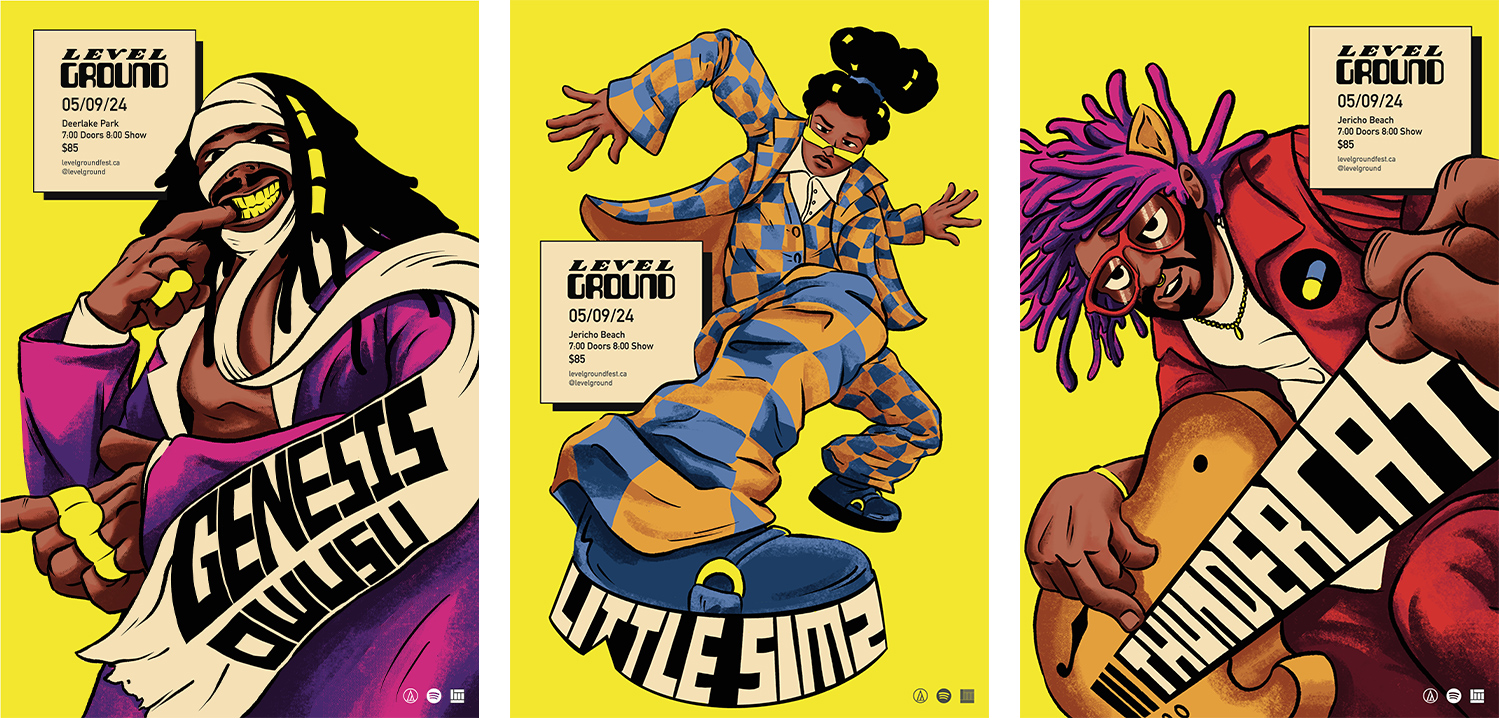 LEVEL
GROUND
05/09/24
Deerlake Park
7:00 Doors 8:00 Show
$85
levelgroundfest.ca
@levelground
GENESIS
OWUSU
LEVEL
GROUND
05/09/24
Jericho Beach
7:00 Doors 8:00 Show
$85
levelgroundfest.ca
@levelground
LITTLE SIMZ
LEVEL
GROUND
05/09/24
Jericho Beach
7:00 Doors 8:00 Show
$85
levelgroundfest.ca
@levelground
THUNDERCAT